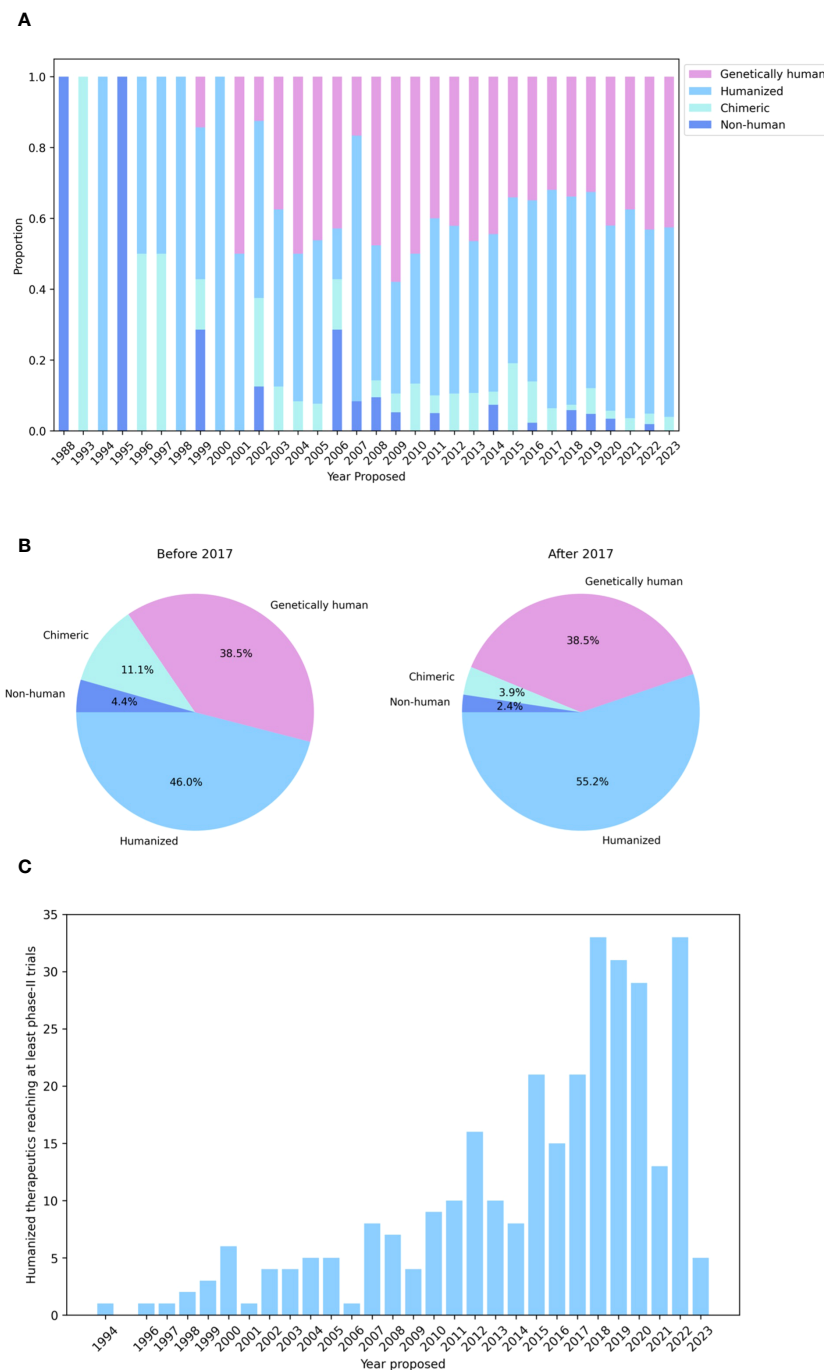 A
Genetically human
Humanized
Chimeric
Non-human
Proportion
1.0
0.8
0.6
0.4
0.2
0.0
1988 1993 1994 1995 1996 1997 1998 1999 2000 2001 2002 2003 2004 2005 2006 2007 2008 2009 2010 2011 2012 2013 2014 2015 2016 2017 2018 2019 2020 2021 2022 2023
Year Proposed
B
Before 2017
Genetically human
Chimeric
38.5%
11.1%
Non-human
4.4%
46.0%
Humanized
After 2017
Genetically human
38.5%
Chimeric
3.9%
Non-human
2.4%
55.2%
Humanized
C
Humanized therapeutics reaching at least phase-II trials
35
30
25
20
15
10
5
0
1994 1996 1997 1998 1999 2000 2001 2002 2003 2004 2005 2006 2007 2008 2009 2010 2011 2012 2013 2014 2015 2016 2017 2018 2019 2020 2021 2022 2023
Year proposed